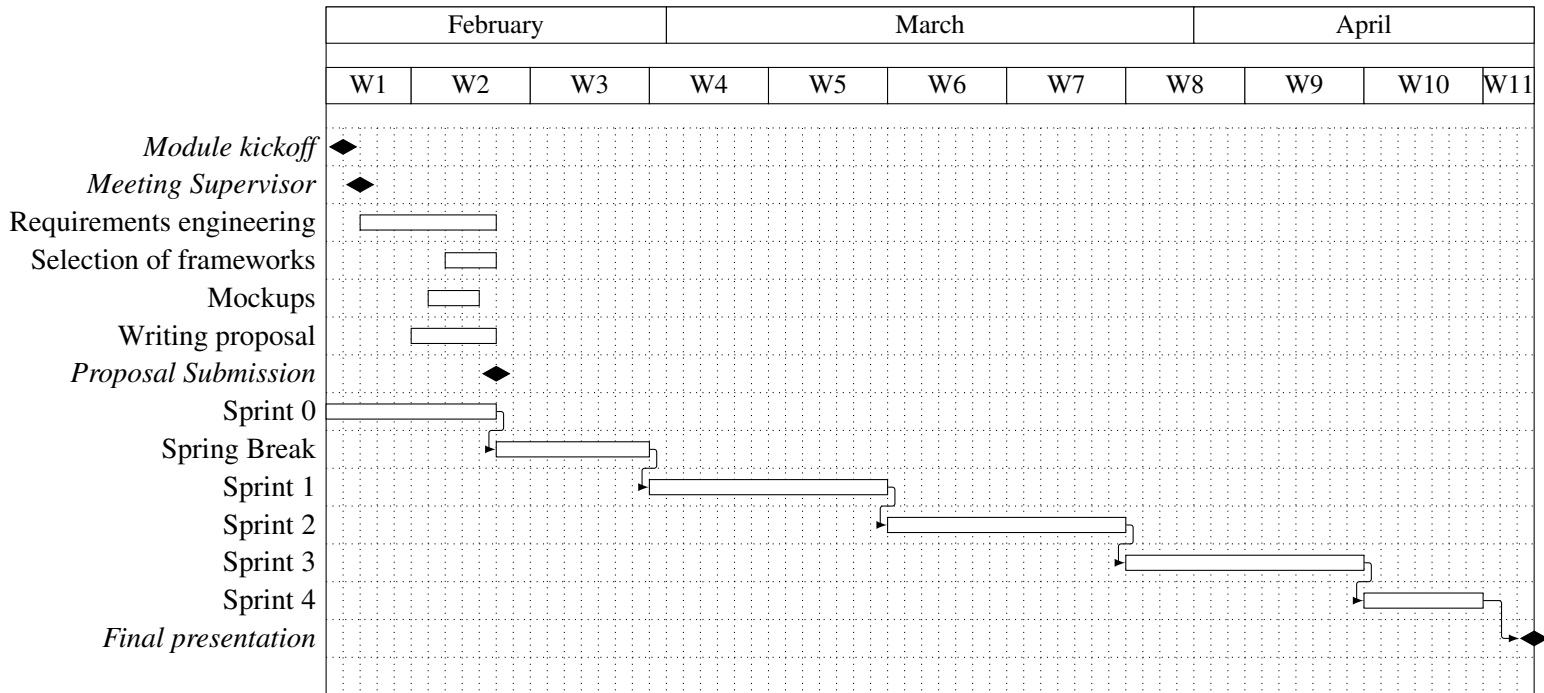 February March April
W1 W2 W3 W4 W5 W6 W7 W8 W9 W10 W11
Module kickoff
Meeting Supervisor
Requirements engineering
Selection of frameworks
Mockups
Writing proposal
Proposal Submission
Sprint 0
Spring Break
Sprint 1
Sprint 2
Sprint 3
Sprint 4
Final presentation